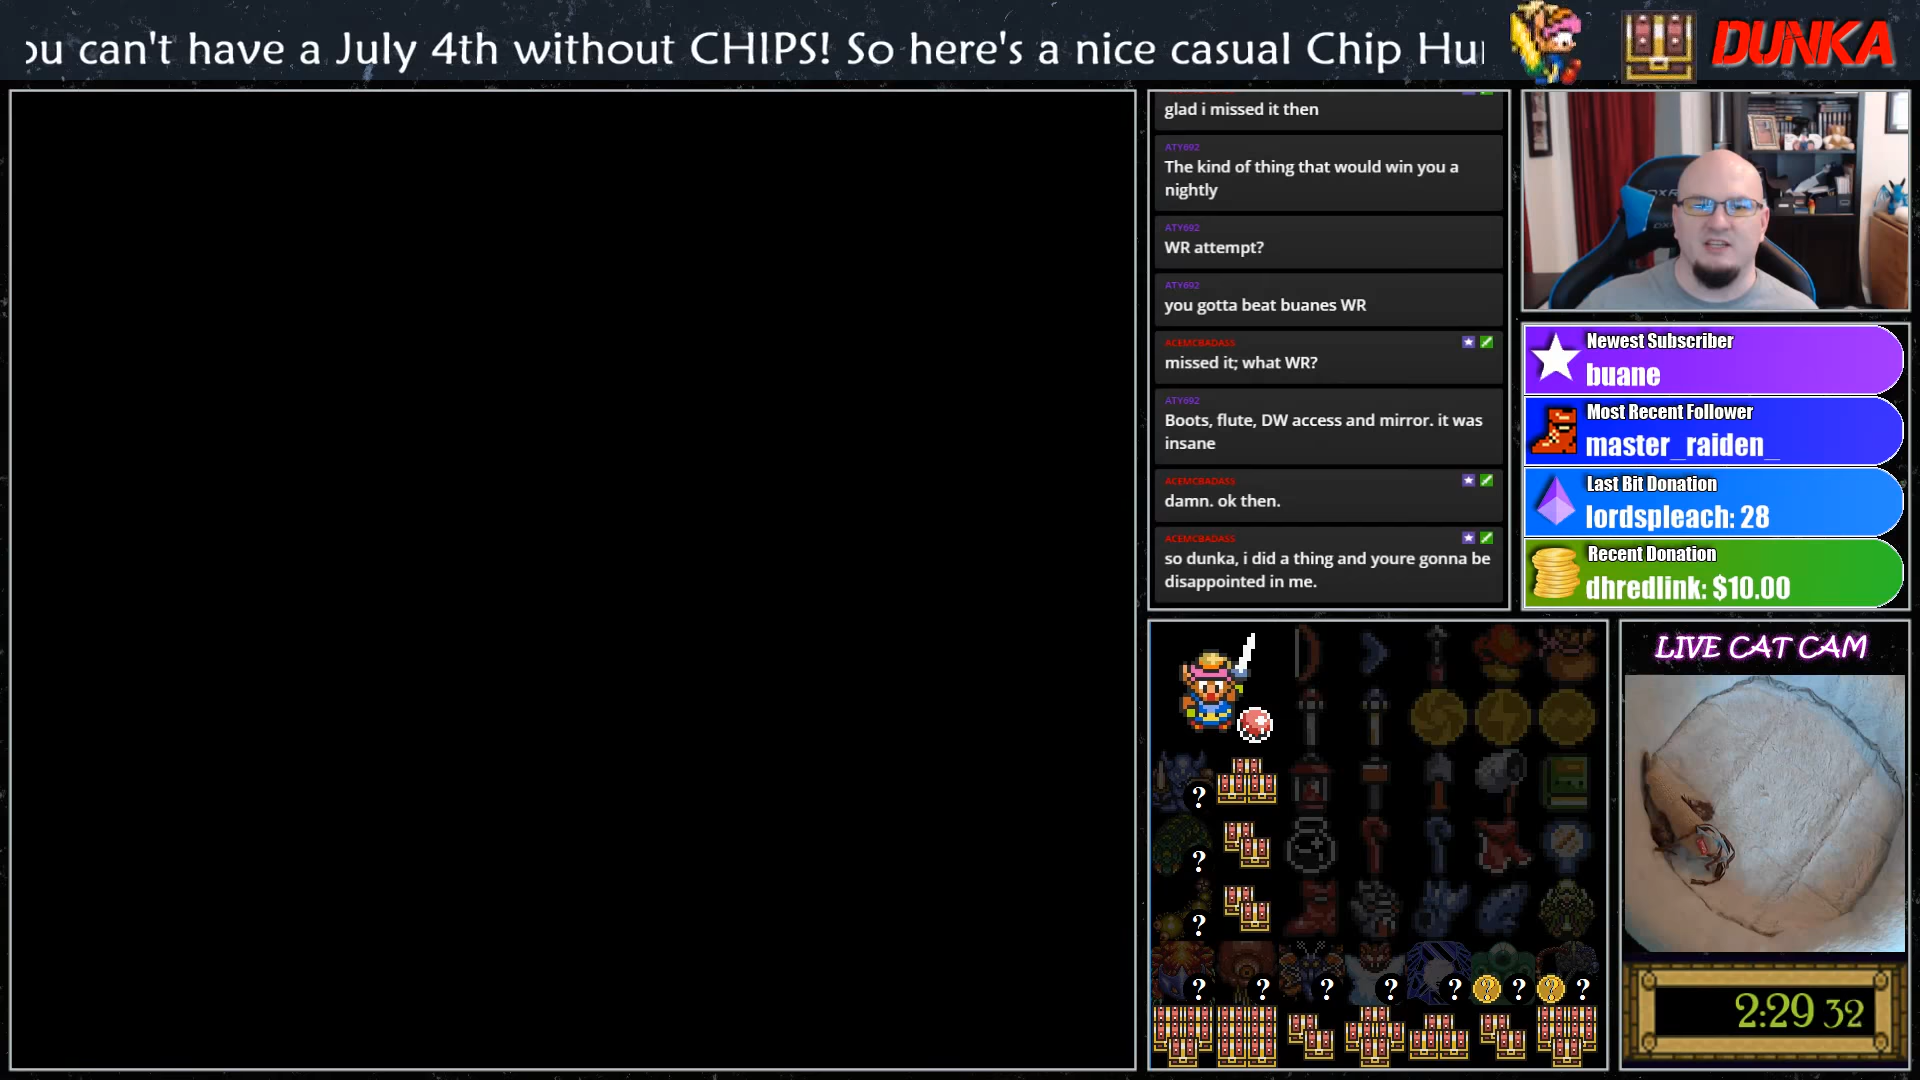 ou can't have a July 4th without CHIPS! So here's a nice casual Chip Hu
DUNKA
glad i missed it then
ATY692
The kind of thing that would win you a
nightly
ATY692
WR attempt?
ATY692
you gotta beat buanes WR
ACEMCBADASS
missed it; what WR?
ATY692
Boots, flute, DW access and mirror. it was
insane
ACEMCBADASS
damn. ok then.
ACEMCBADASS
so dunka, i did a thing and youre gonna be
disappointed in me.
Newest Subscriber
buane
Most Recent Follower
master_raiden_
Last Bit Donation
lordspleach: 28
Recent Donation
dhredlink: $10.00
LIVE CAT CAM
?
?
?
? ? ? ? ? ? ? ? ?
2:29 32